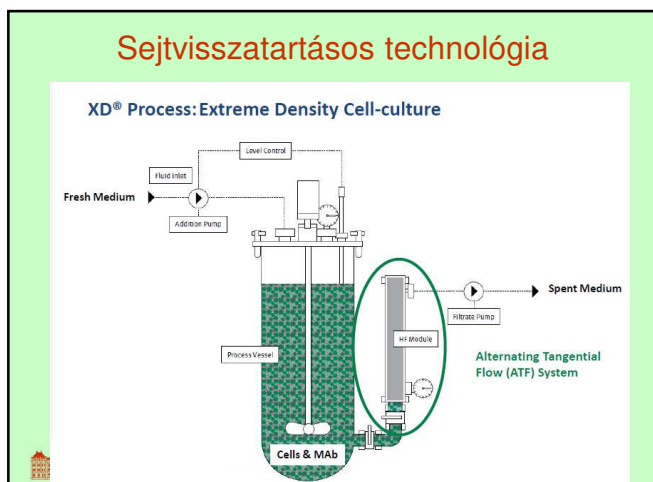 Sejtvisszatartásos technológia
XD® Process: Extreme Density Cell-culture
Level Control
Fluid Inlet
Fresh Medium
Addition Pump
Spent Medium
Filtrate Pump
HF Module
Process Vessel
Alternating Tangential
Flow (ATF) System
Cells & MAb